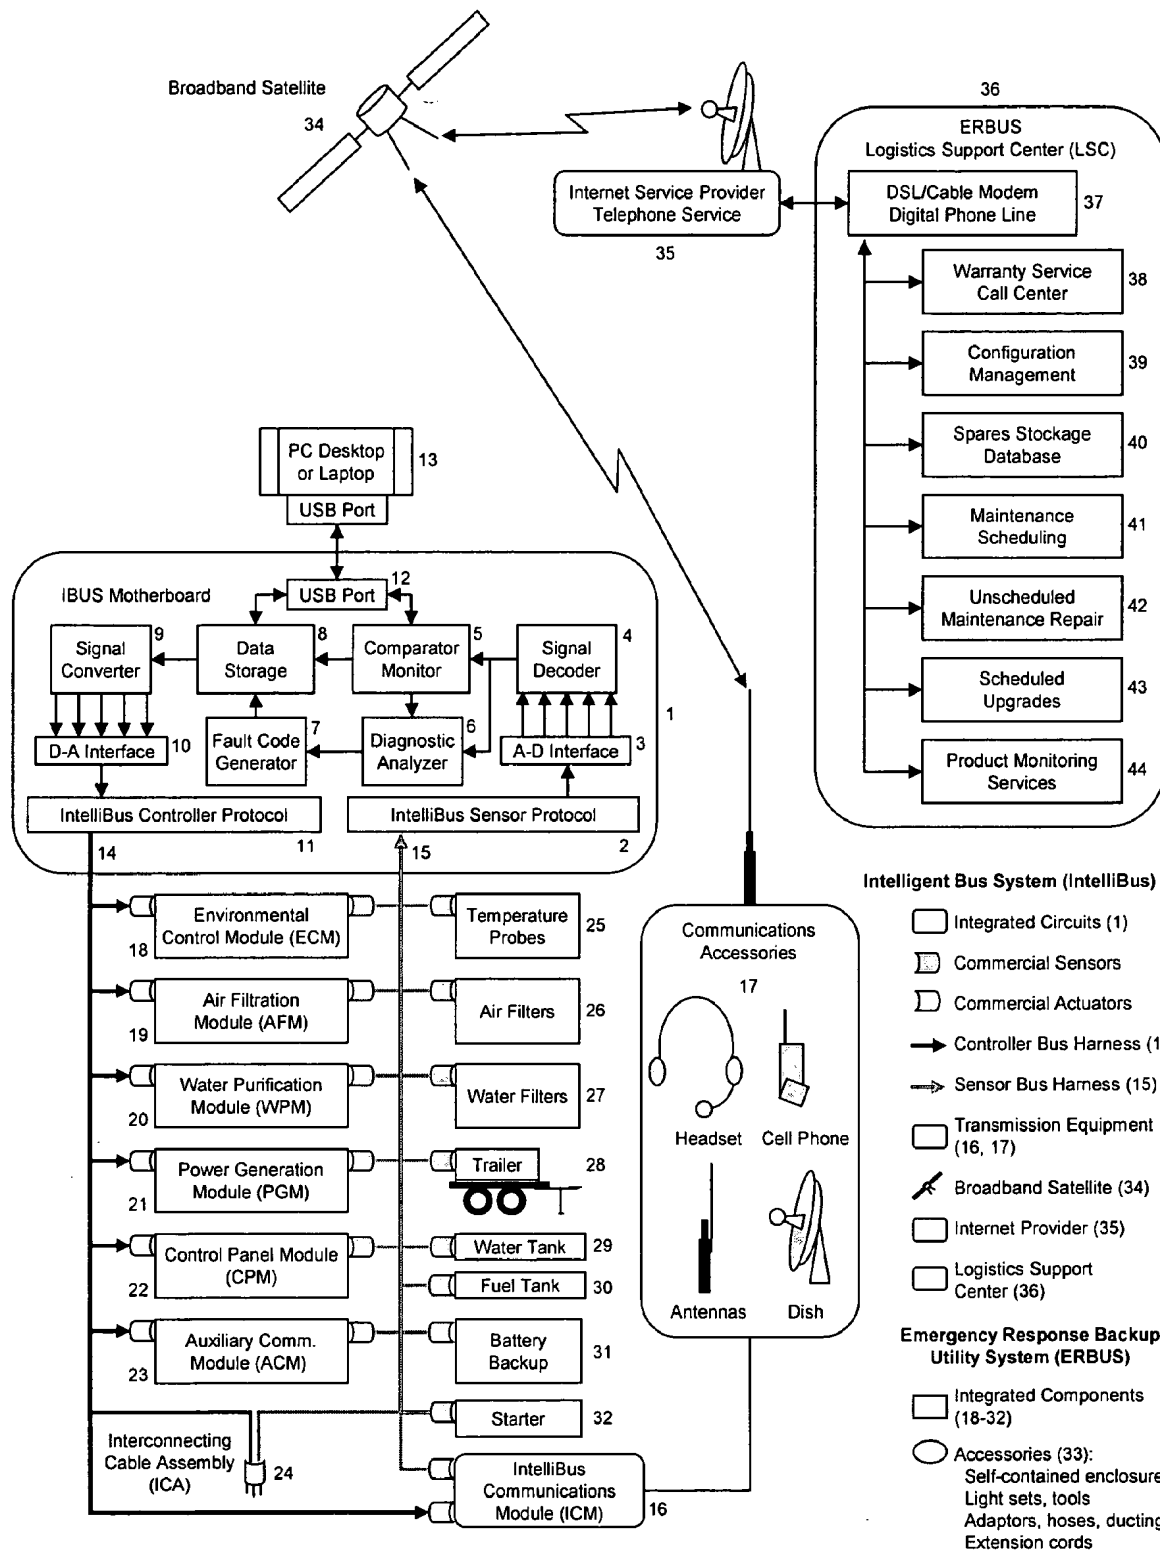 Broadband Satellite
34
36
ERBUS
Logistics Support Center (LSC)
Internet Service Provider
Telephone Service
35
DSL/Cable Modem
Digital Phone Line
37
Warranty Service
Call Center
38
Configuration
Management
39
Spares Stockage
Database
40
Maintenance
Scheduling
41
Unscheduled
Maintenance Repair
42
Scheduled
Upgrades
43
Product Monitoring
Services
44
PC Desktop
or Laptop
13
USB Port
IBUS Motherboard
USB Port
12
Signal
Converter
9
Data
Storage
8
Comparator
Monitor
5
Signal
Decoder
4
1
D-A Interface
10
Fault Code
Generator
7
Diagnostic
Analyzer
6
A-D Interface
3
IntelliBus Controller Protocol
11
IntelliBus Sensor Protocol
2
14
15
Environmental
Control Module (ECM)
18
Temperature
Probes
25
Air Filtration
Module (AFM)
19
Air Filters
26
Water Purification
Module (WPM)
20
Water Filters
27
Power Generation
Module (PGM)
21
Trailer
28
Control Panel Module
(CPM)
22
Water Tank
29
Fuel Tank
30
Auxiliary Comm.
Module (ACM)
23
Battery
Backup
31
Starter
32
Interconnecting
Cable Assembly
(ICA)
24
IntelliBus
Communications
Module (ICM)
16
Communications
Accessories
17
Headset
Cell Phone
Antennas
Dish
Intelligent Bus System (IntelliBus)
Integrated Circuits (1)
Commercial Sensors
Commercial Actuators
Controller Bus Harness (1
Sensor Bus Harness (15)
Transmission Equipment
(16, 17)
Broadband Satellite (34)
Internet Provider (35)
Logistics Support
Center (36)
Emergency Response Backup
Utility System (ERBUS)
Integrated Components
(18-32)
Accessories (33):
Self-contained enclosure
Light sets, tools
Adaptors, hoses, ducting
Extension cords